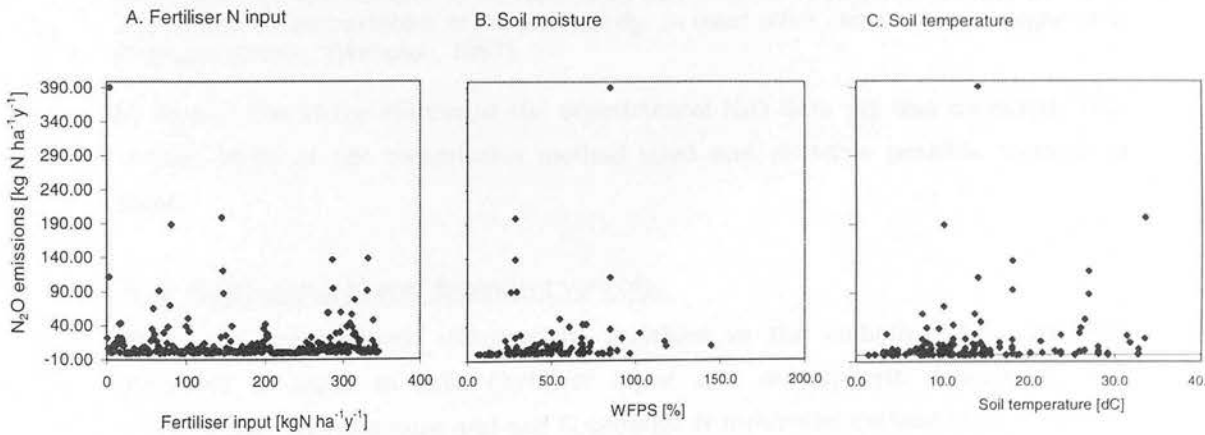 A. Fertiliser N input
B. Soil moisture
C. Soil temperature
N₂O emissions [kg N ha⁻¹y⁻¹]
390.00
340.00
290.00
240.00
190.00
140.00
90.00
40.00
-10.00
0 100 200 300 400
0.0 50.0 100.0 150.0 200.0
0.0 10.0 20.0 30.0 40.
Fertiliser input [kgN ha⁻¹y⁻¹]
WFPS [%]
Soil temperature [dC]